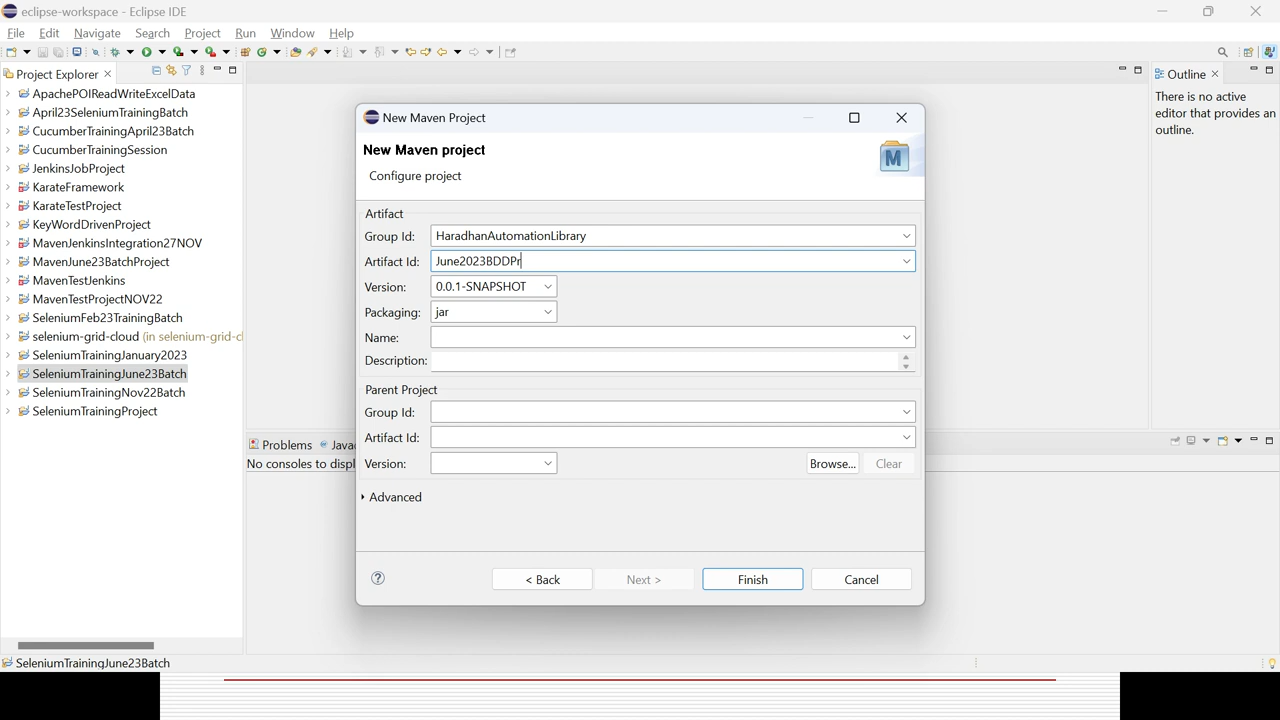 eclipse-workspace - Eclipse IDE
File Edit Navigate Search Project Run Window Help
Project Explorer
ApachePOIReadWriteExcelData
April23SeleniumTrainingBatch
CucumberTrainingApril23Batch
CucumberTrainingSession
JenkinsJobProject
KarateFramework
KarateTestProject
KeyWordDrivenProject
MavenJenkinsIntegration27NOV
MavenJune23BatchProject
MavenTestJenkins
MavenTestProjectNOV22
SeleniumFeb23TrainingBatch
selenium-grid-cloud (in selenium-grid-cl
SeleniumTrainingJanuary2023
SeleniumTrainingJune23Batch
SeleniumTrainingNov22Batch
SeleniumTrainingProject
New Maven Project
New Maven project
Configure project
M
Artifact
Group Id: HaradhanAutomationLibrary
Artifact Id: June2023BDDPr
Version: 0.0.1-SNAPSHOT
Packaging: jar
Name:
Description:
Parent Project
Group Id:
Artifact Id:
Version:
Browse... Clear
Advanced
? < Back Next > Finish Cancel
Outline
There is no active
editor that provides an
outline.
Problems @ Javac
No consoles to displ
SeleniumTrainingJune23Batch